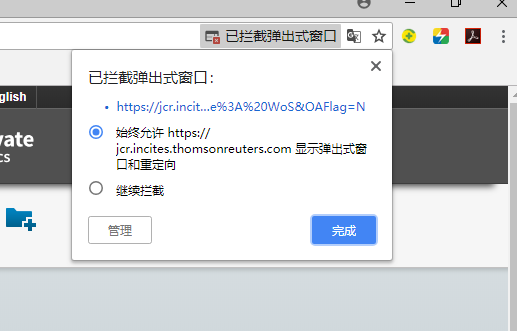 已拦截弹出式窗口
已拦截弹出式窗口：
https://jcr.incit...e%3A%20WoS&OAFlag=N
始终允许 https://
jcr.incites.thomsonreuters.com 显示弹出式窗
口和重定向
继续拦截
管理
完成
glish
vate
CS